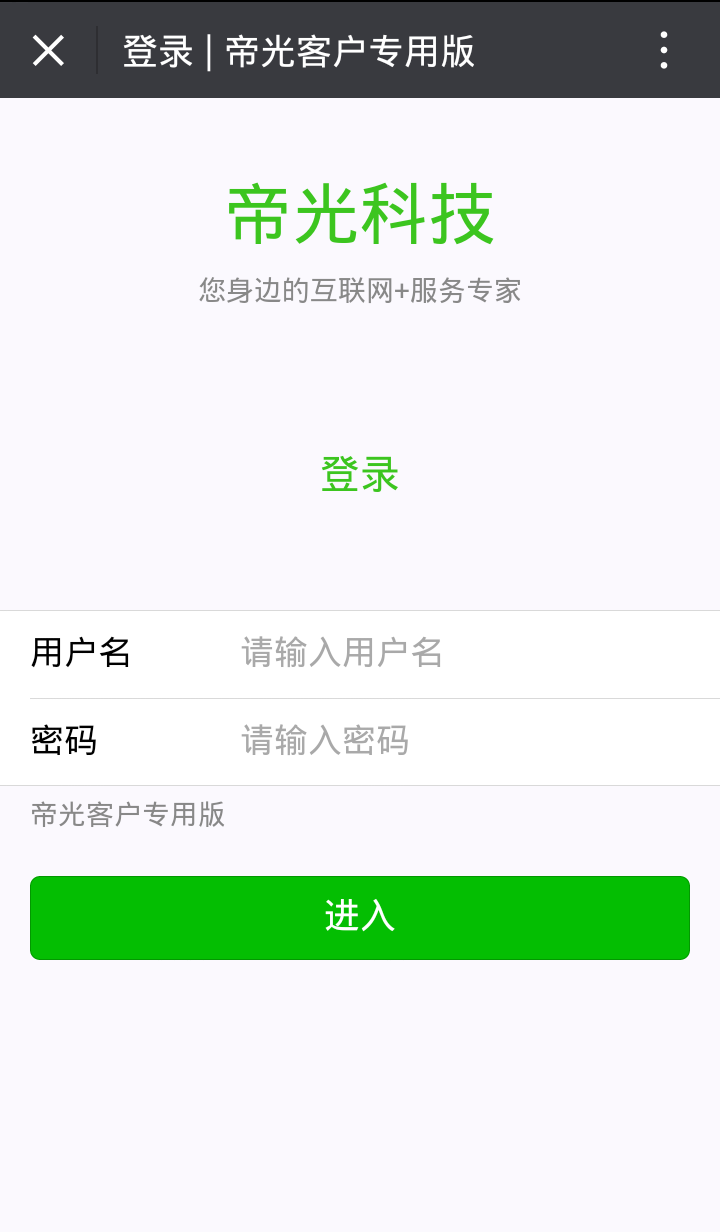 登录 | 帝光客户专用版
帝光科技
您身边的互联网+服务专家
登录
用户名 请输入用户名
密码 请输入密码
帝光客户专用版
进入